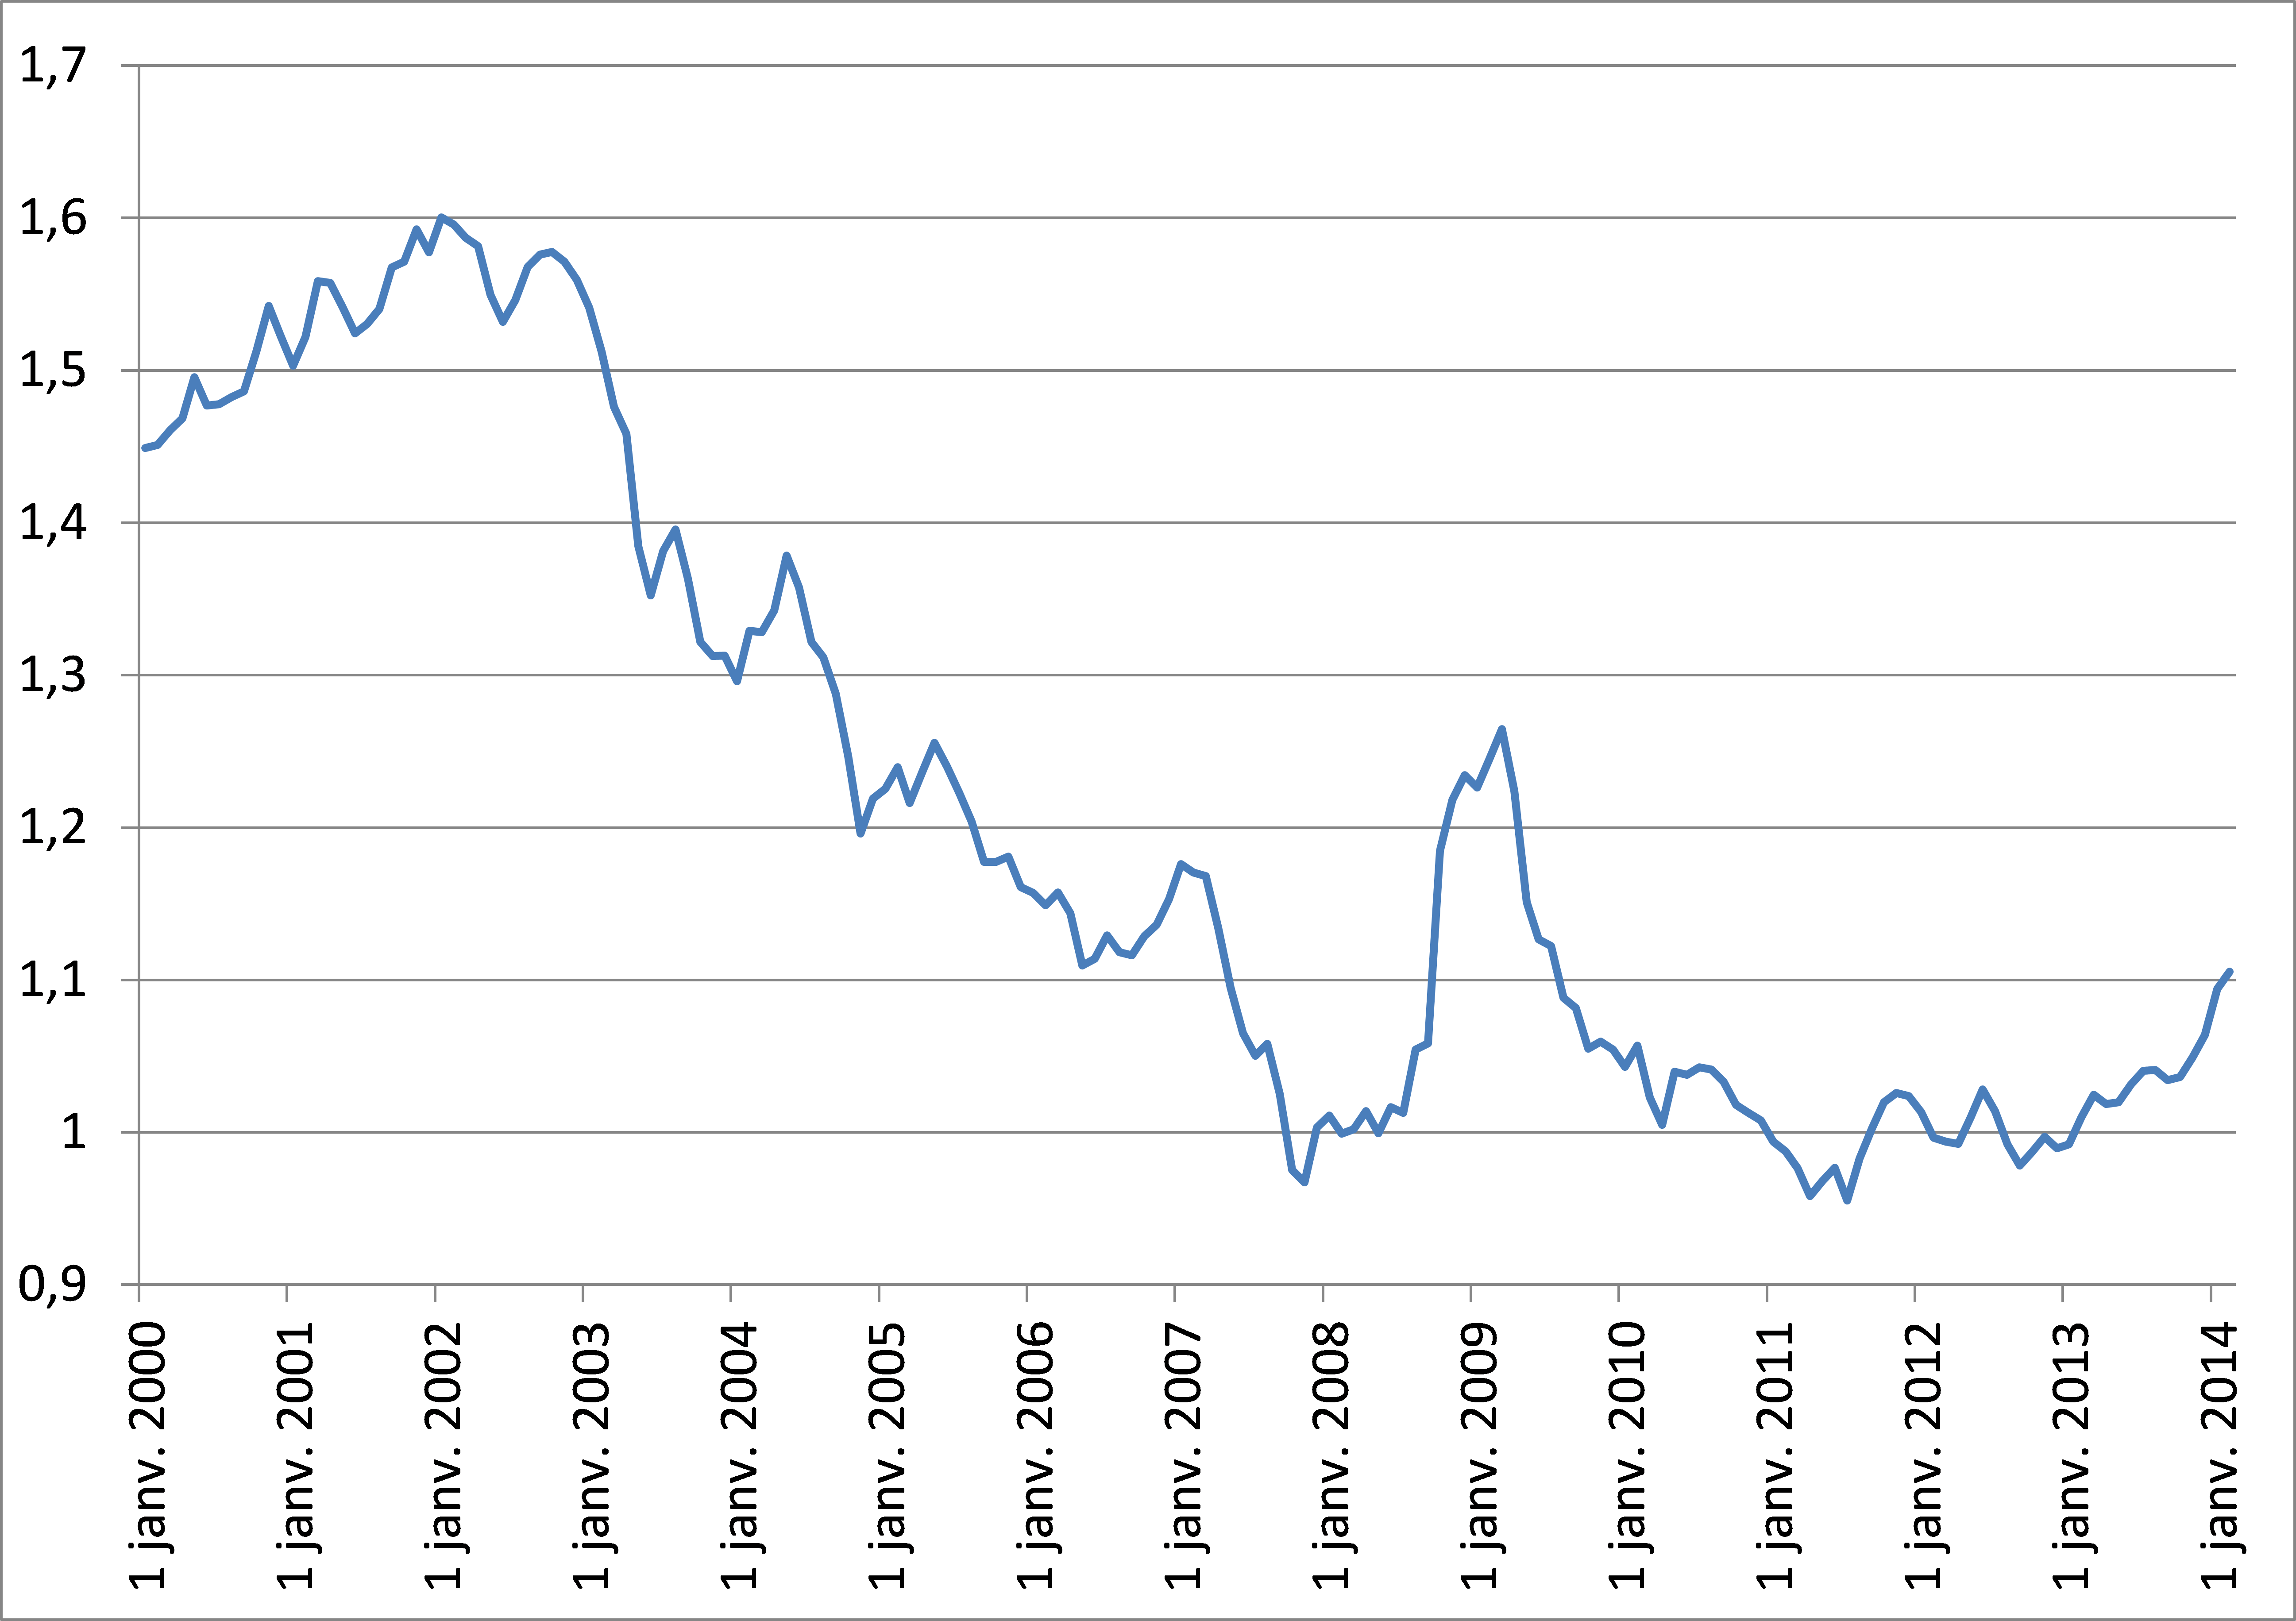 1,7
1,6
1,5
1,4
1,3
1,2
1,1
1
0,9
1 janv. 2000
1 janv. 2001
1 janv. 2002
1 janv. 2003
1 janv. 2004
1 janv. 2005
1 janv. 2006
1 janv. 2007
1 janv. 2008
1 janv. 2009
1 janv. 2010
1 janv. 2011
1 janv. 2012
1 janv. 2013
1 janv. 2014